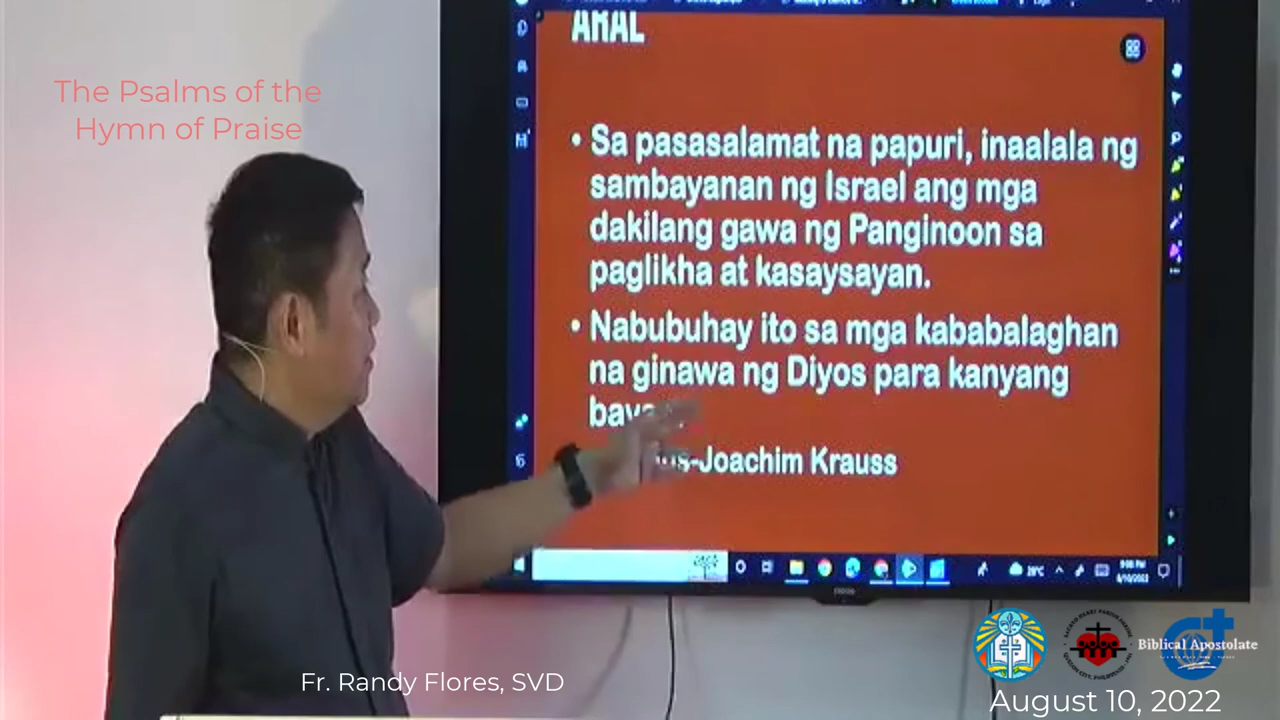 ARAL
The Psalms of the
Hymn of Praise
• Sa pasasalamat na papuri, inaalala ng
sambayanan ng Israel ang mga
dakilang gawa ng Panginoon sa
paglikha at kasaysayan.
• Nabubuhay ito sa mga kababalaghan
na ginawa ng Diyos para kanyang
-Joachim Krauss
Fr. Randy Flores, SVD
Biblical Apostolate
August 10, 2022